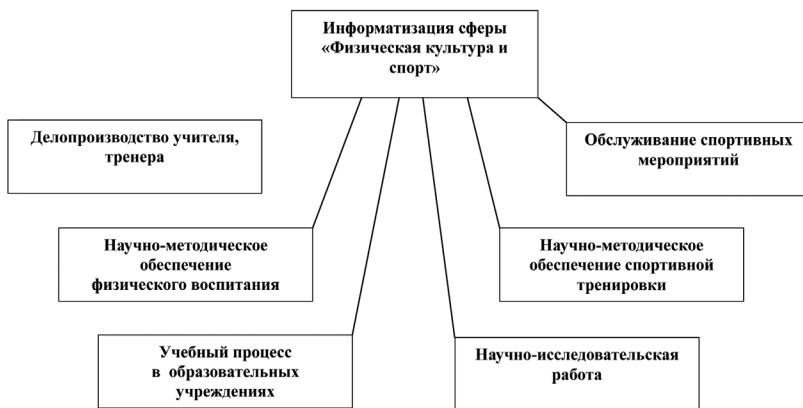 Информатизация сферы
«Физическая культура и
спорт»
Делопроизводство учителя,
тренера
Обслуживание спортивных
мероприятий
Научно-методическое
обеспечение
физического воспитания
Научно-методическое
обеспечение спортивной
тренировки
Учебный процесс
в образовательных
учреждениях
Научно-исследовательская
работа